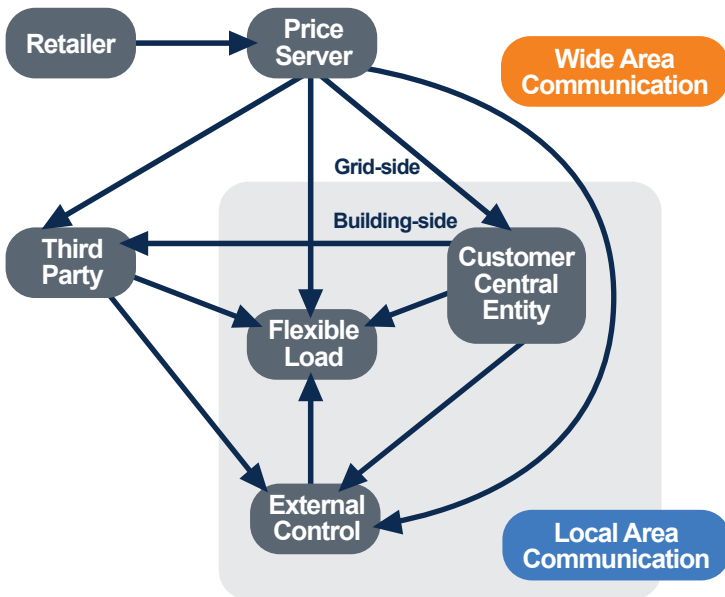 Retailer
Price
Server
Wide Area
Communication
Grid-side
Building-side
Third
Party
Customer
Central
Entity
Flexible
Load
External
Control
Local Area
Communication